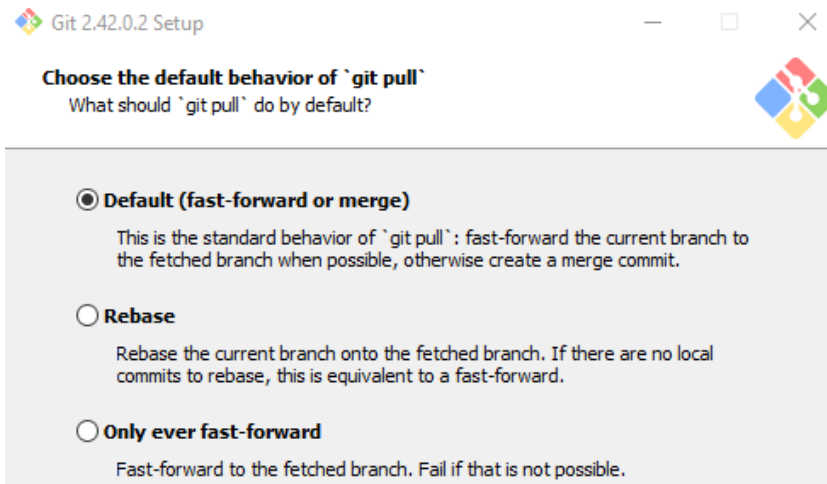 Git 2.42.0.2 Setup
Choose the default behavior of `git pull`
What should `git pull` do by default?
Default (fast-forward or merge)
This is the standard behavior of `git pull`: fast-forward the current branch to
the fetched branch when possible, otherwise create a merge commit.
Rebase
Rebase the current branch onto the fetched branch. If there are no local
commits to rebase, this is equivalent to a fast-forward.
Only ever fast-forward
Fast-forward to the fetched branch. Fail if that is not possible.